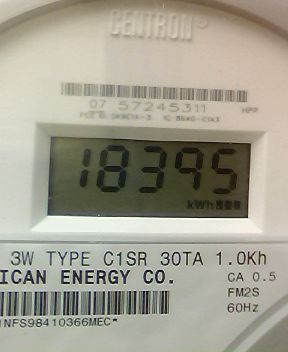 CENTRON®
07 57245311
HPP
18395
kWh
3W TYPE C1SR 30TA 1.0Kh
ICAN ENERGY CO.
CA 0.5
FM2S
60Hz
NFS98410366MEC*